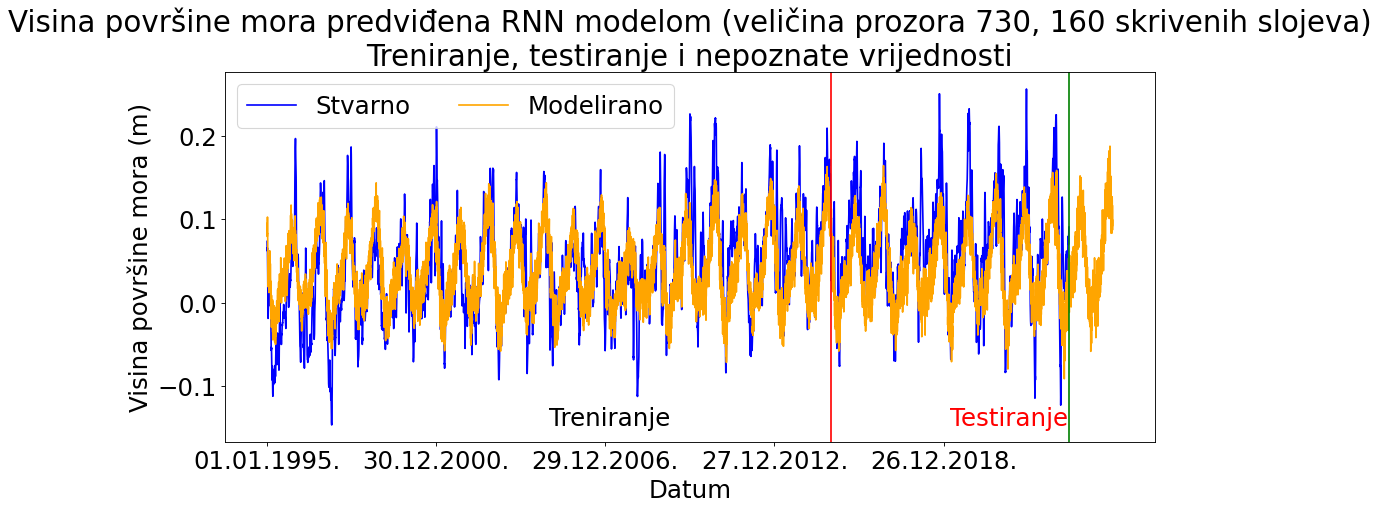 Visina površine mora predviđena RNN modelom (veličina prozora 730, 160 skrivenih slojeva)
Treniranje, testiranje i nepoznate vrijednosti
Stvarno
Modelirano
Visina površine mora (m)
0.2
0.1
0.0
−0.1
Treniranje
Testiranje
01.01.1995.
30.12.2000.
29.12.2006.
27.12.2012.
26.12.2018.
Datum